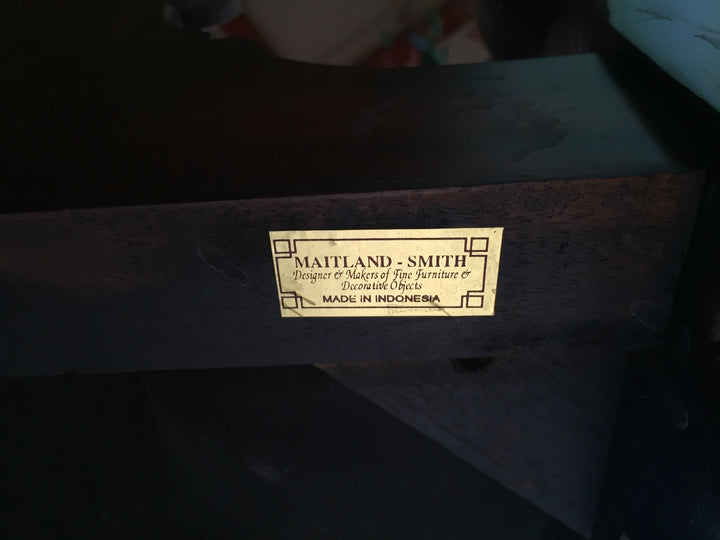 MAITLAND - SMITH
Designer & Makers of Fine Furniture &
Decorative Objects
MADE IN INDONESIA